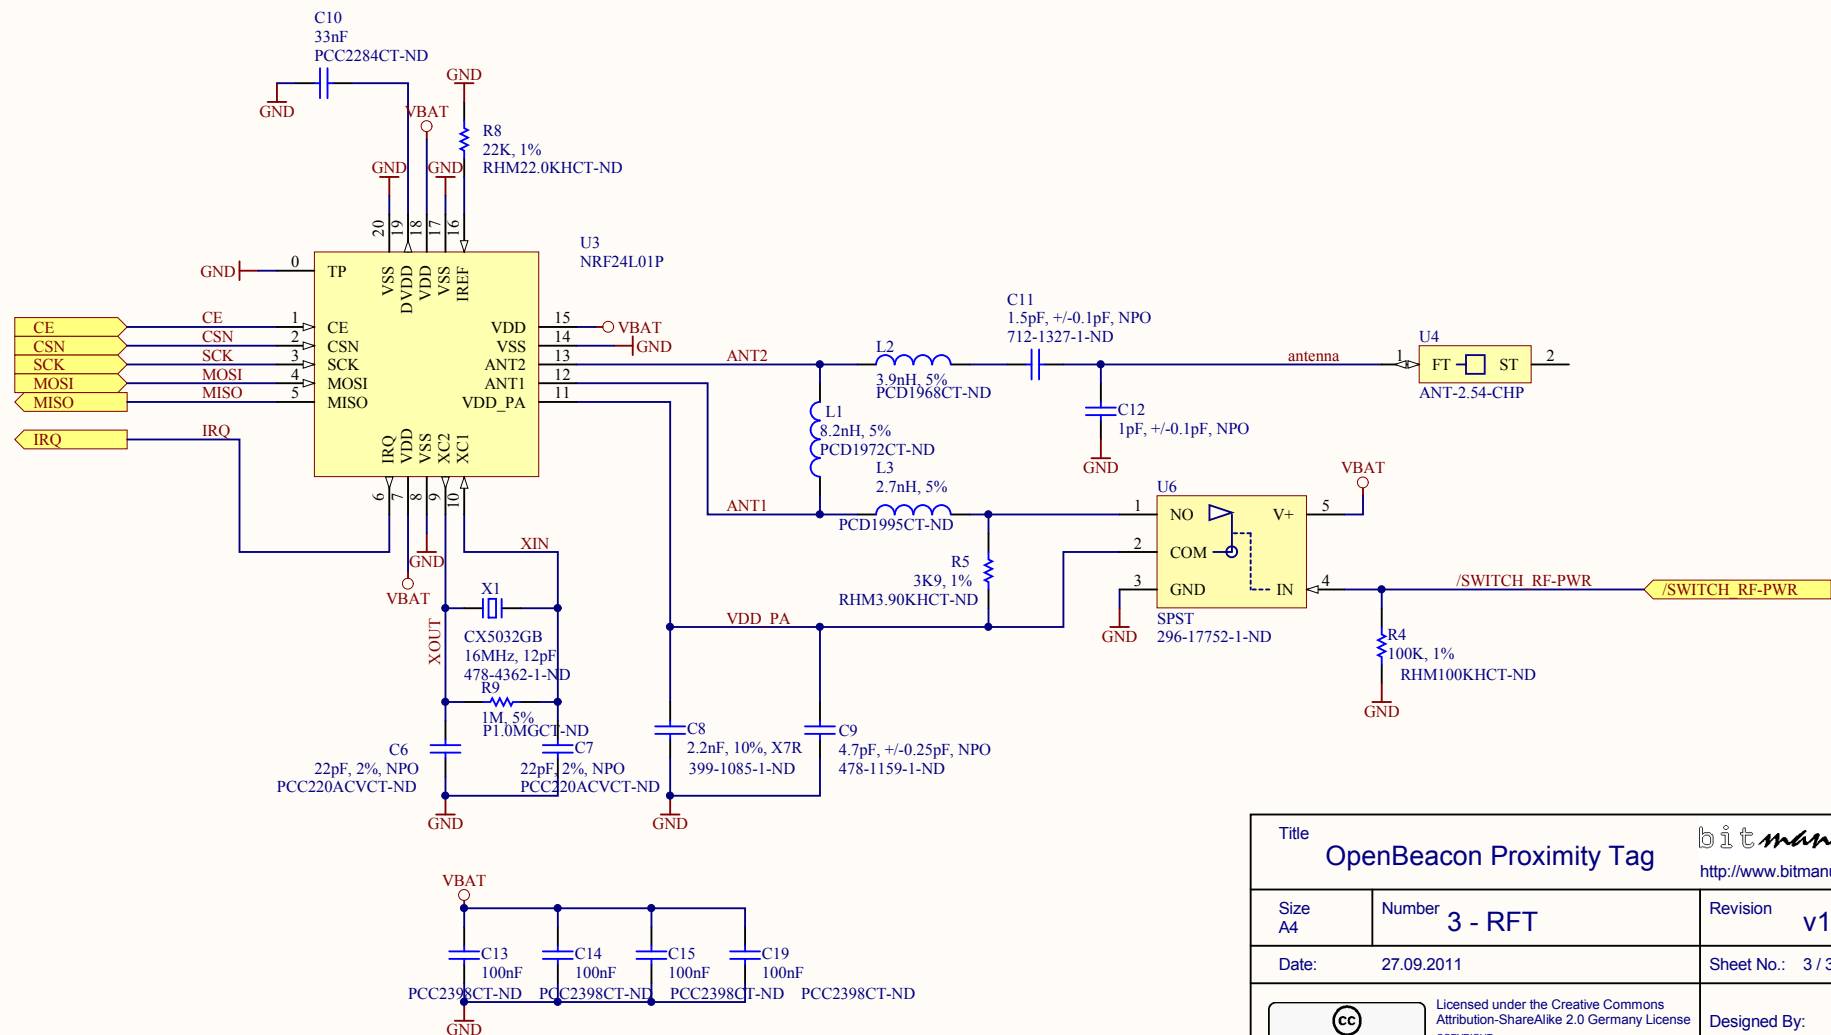 C10
33nF
PCC2284CT-ND
GND
GND
VBAT
R8
22K, 1%
RHM22.0KHCT-ND
GND
GND
20
19
18
17
16
U3
NRF24L01P
GND
0
TP
VSS
DVDD
VDD
VSS
IREF
CE
CE
1
CE
CSN
CSN
2
CSN
SCK
SCK
3
SCK
MOSI
MOSI
4
MOSI
MISO
MISO
5
MISO
IRQ
IRQ
VDD
15
VBAT
VSS
14
GND
ANT2
13
ANT1
12
VDD_PA
11
IRQ
VDD
VSS
XC2
XC1
6
7
8
9
10
GND
VBAT
XIN
XOUT
X1
CX5032GB
16MHz, 12pF
478-4362-1-ND
R9
1M, 5%
P1.0MGCT-ND
C6
22pF, 2%, NPO
PCC220ACVCT-ND
C7
22pF, 2%, NPO
PCC220ACVCT-ND
GND
ANT2
L2
3.9nH, 5%
PCD1968CT-ND
C11
1.5pF, +/-0.1pF, NPO
712-1327-1-ND
antenna
1
U4
FT
ST
2
ANT-2.54-CHP
C12
1pF, +/-0.1pF, NPO
GND
L1
8.2nH, 5%
PCD1972CT-ND
L3
2.7nH, 5%
PCD1995CT-ND
ANT1
R5
3K9, 1%
RHM3.90KHCT-ND
VDD_PA
U6
1
NO
V+
5
VBAT
2
COM
3
GND
IN
4
GND
SPST
296-17752-1-ND
/SWITCH_RF-PWR
/SWITCH_RF-PWR
R4
100K, 1%
RHM100KHCT-ND
GND
C8
2.2nF, 10%, X7R
399-1085-1-ND
C9
4.7pF, +/-0.25pF, NPO
478-1159-1-ND
GND
VBAT
C13
100nF
PCC2398CT-ND
C14
100nF
PCC2398CT-ND
C15
100nF
PCC2398CT-ND
C19
100nF
PCC2398CT-ND
GND
Title
OpenBeacon Proximity Tag
bitman
http://www.bitmanu
Size
A4
Number
3 - RFT
Revision
v1
Date:
27.09.2011
Sheet No.: 3 / 3
cc
Licensed under the Creative Commons
Attribution-ShareAlike 2.0 Germany License
Designed By: